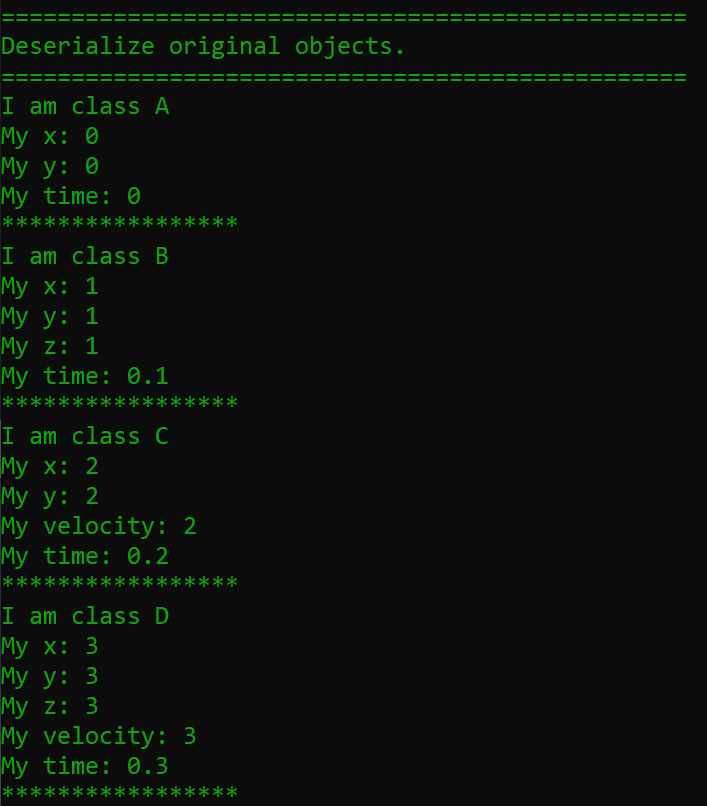 =================================================
Deserialize original objects.
=================================================
I am class A
My x: 0
My y: 0
My time: 0
*****************
I am class B
My x: 1
My y: 1
My z: 1
My time: 0.1
*****************
I am class C
My x: 2
My y: 2
My velocity: 2
My time: 0.2
*****************
I am class D
My x: 3
My y: 3
My z: 3
My velocity: 3
My time: 0.3
*****************